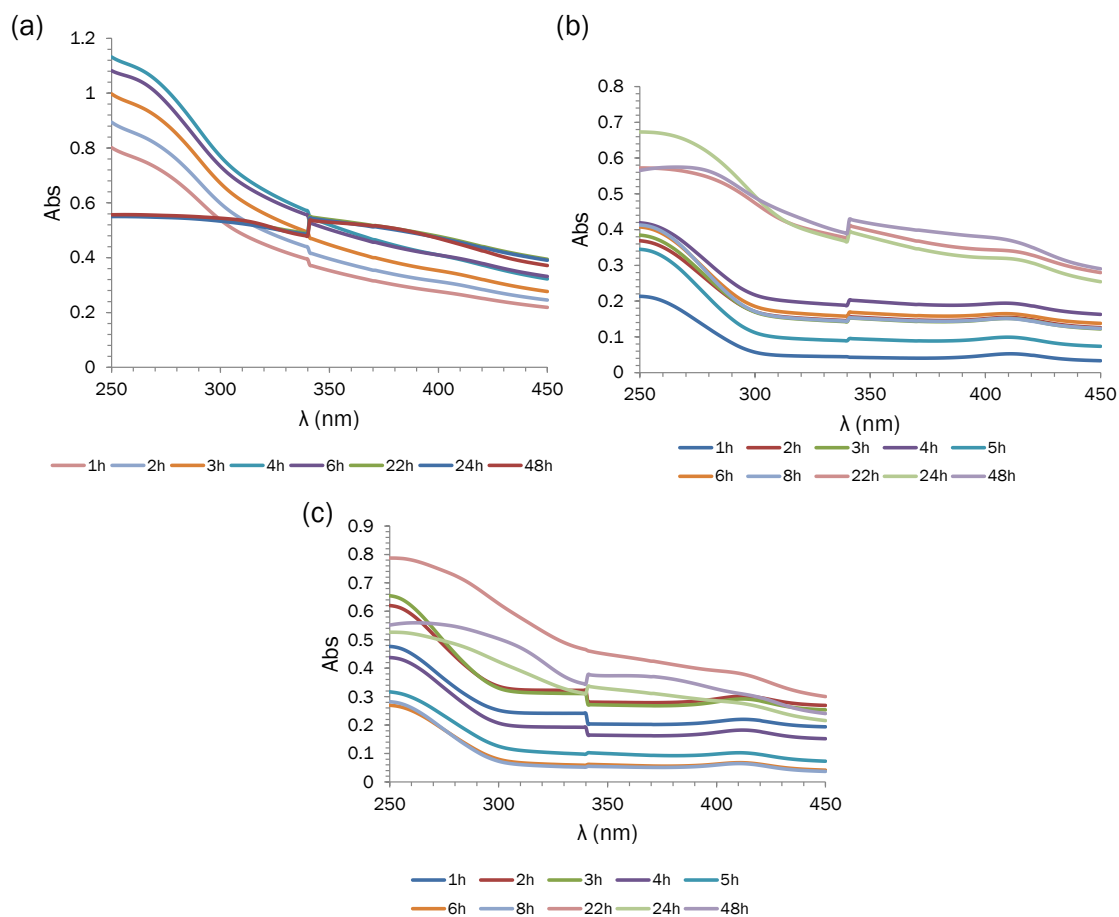 (a)
Abs
1.2
1
0.8
0.6
0.4
0.2
0
250 300 350 400 450
λ (nm)
1h 2h 3h 4h 6h 22h 24h 48h
(b)
Abs
0.8
0.7
0.6
0.5
0.4
0.3
0.2
0.1
0
250 300 350 400 450
λ (nm)
1h 2h 3h 4h 5h
6h 8h 22h 24h 48h
(c)
Abs
0.9
0.8
0.7
0.6
0.5
0.4
0.3
0.2
0.1
0
250 300 350 400 450
λ (nm)
1h 2h 3h 4h 5h
6h 8h 22h 24h 48h